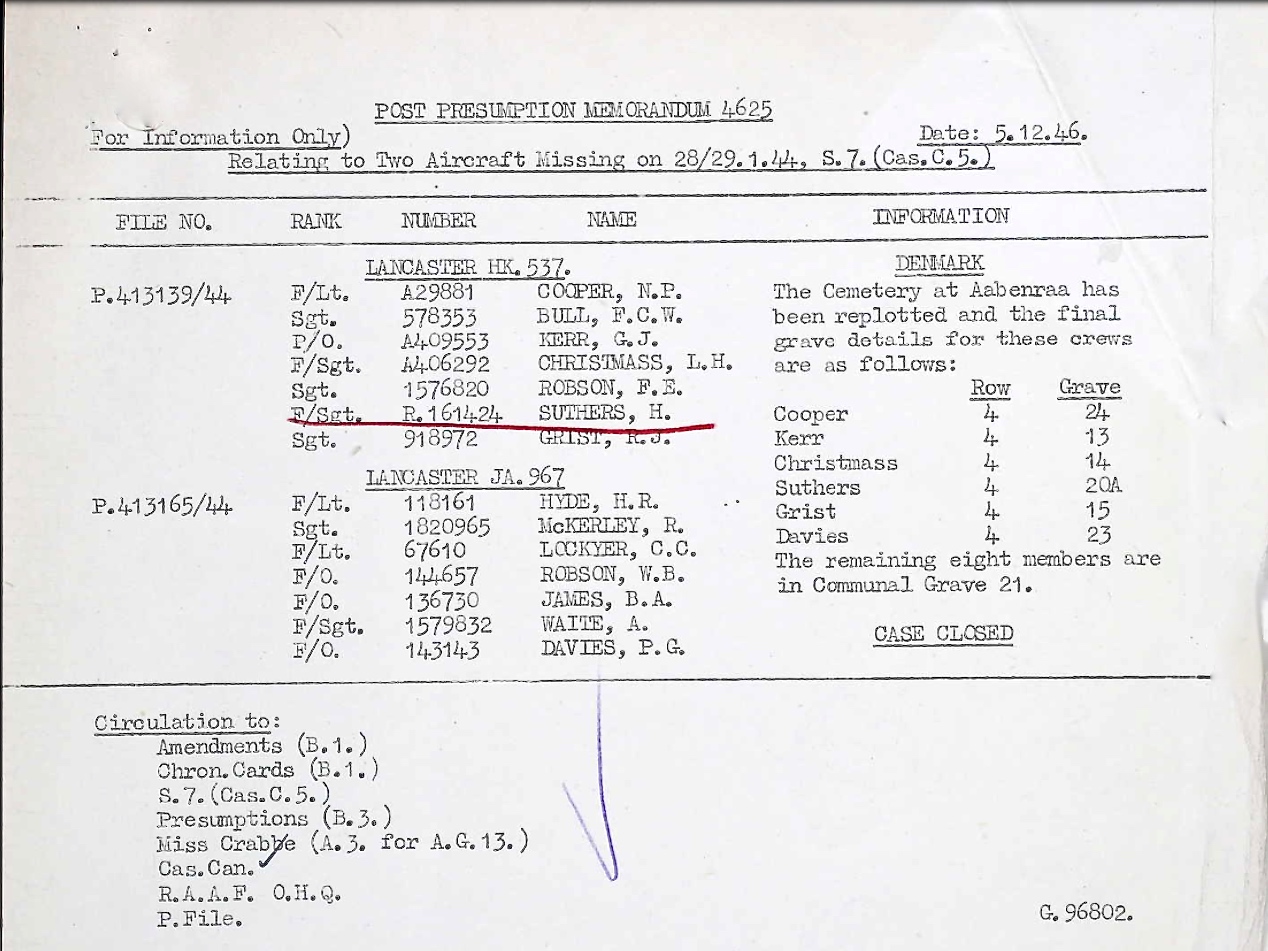 POST PRESUMPTION MEMORANDUM 4625
For Information Only) Date: 5.12.46.
Relating to Two Aircraft Missing on 28/29.1.44, S.7.(Cas.C.5.)
FILE NO. RANK NUMBER NAME INFORMATION
LANCASTER HK.537.
P.413139/44 F/Lt. A29881 COOPER, N.P.
Sgt. 578353 BULL, F.C.W.
P/O. A409553 KERR, G.J.
F/Sgt. A406292 CHRISTMASS, L.H.
Sgt. 1576820 ROBSON, F.E.
F/Sgt. R.161424 SUTHERS, H.
Sgt. 918972 GRIST, R.J.
LANCASTER JA.967
P.413165/44 F/Lt. 118161 HYDE, H.R.
Sgt. 1820965 McKERLEY, R.
F/Lt. 67610 LOCKYER, C.C.
F/O. 144657 ROBSON, W.B.
F/O. 136730 JAMES, B.A.
F/Sgt. 1579832 WAITE, A.
F/O. 143143 DAVIES, P.G.
DENMARK
The Cemetery at Aabenraa has
been replotted and the final
grave details for these crews
are as follows:
Row Grave
Cooper 4 24
Kerr 4 13
Christmass 4 14
Suthers 4 20A
Grist 4 15
Davies 4 23
The remaining eight members are
in Communal Grave 21.
CASE CLOSED
Circulation to:
Amendments (B.1.)
Chron.Cards (B.1.)
S.7.(Cas.C.5.)
Presumptions (B.3.)
Miss Crabbe (A.3. for A.G.13.)
Cas.Can.
R.A.A.F. O.H.Q.
P.File.
G.96802.